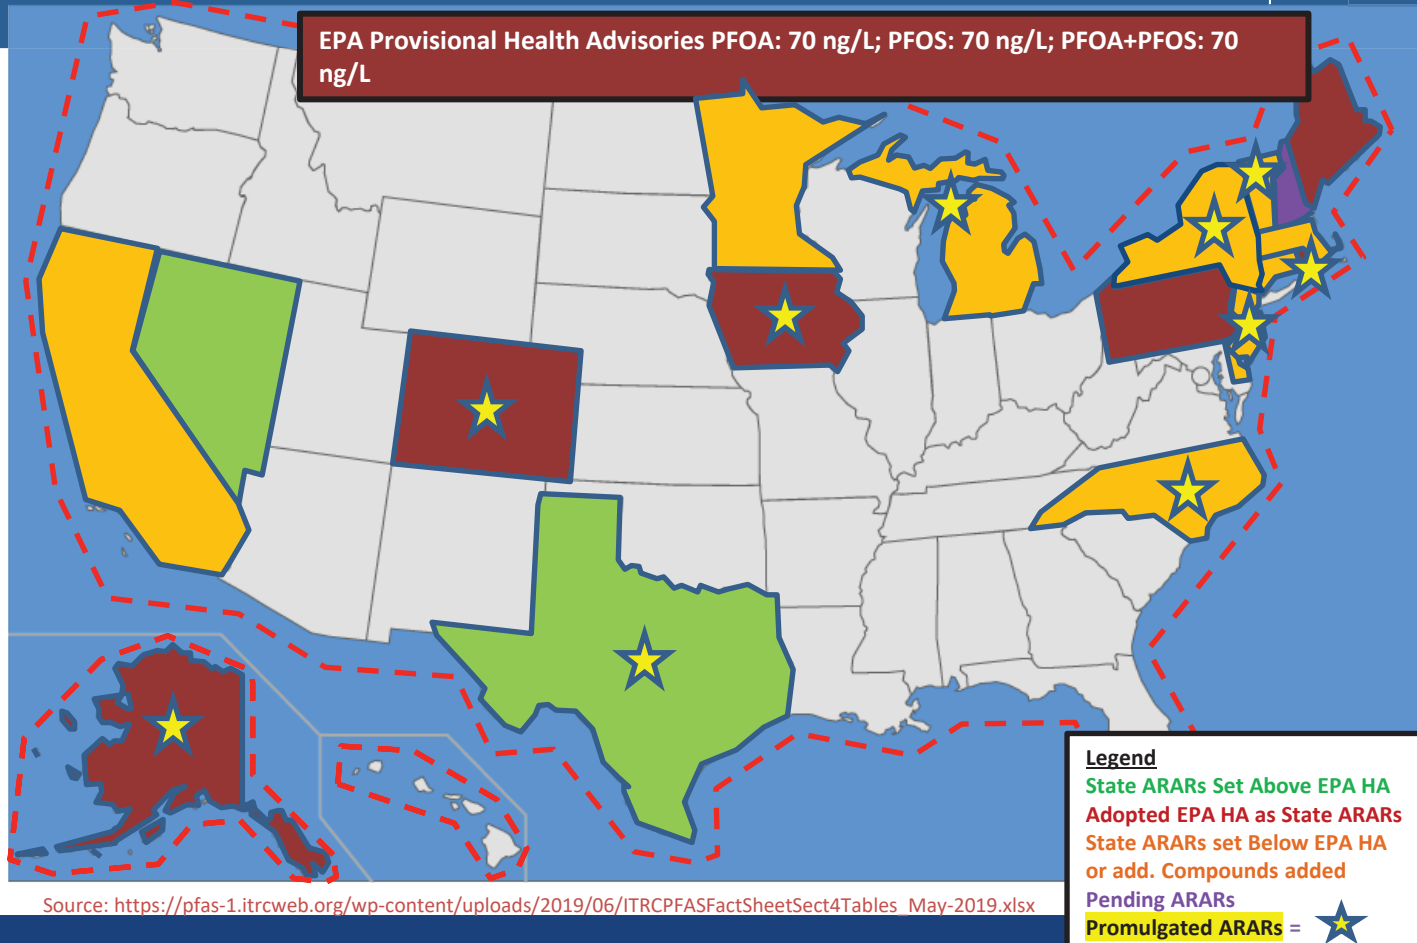 EPA Provisional Health Advisories PFOA: 70 ng/L; PFOS: 70 ng/L; PFOA+PFOS: 70
ng/L
Legend
State ARARs Set Above EPA HA
Adopted EPA HA as State ARARs
State ARARs set Below EPA HA
or add. Compounds added
Pending ARARs
Promulgated ARARs =
Source: https://pfas-1.itrcweb.org/wp-content/uploads/2019/06/ITRCPFASFactSheetSect4Tables_May-2019.xlsx